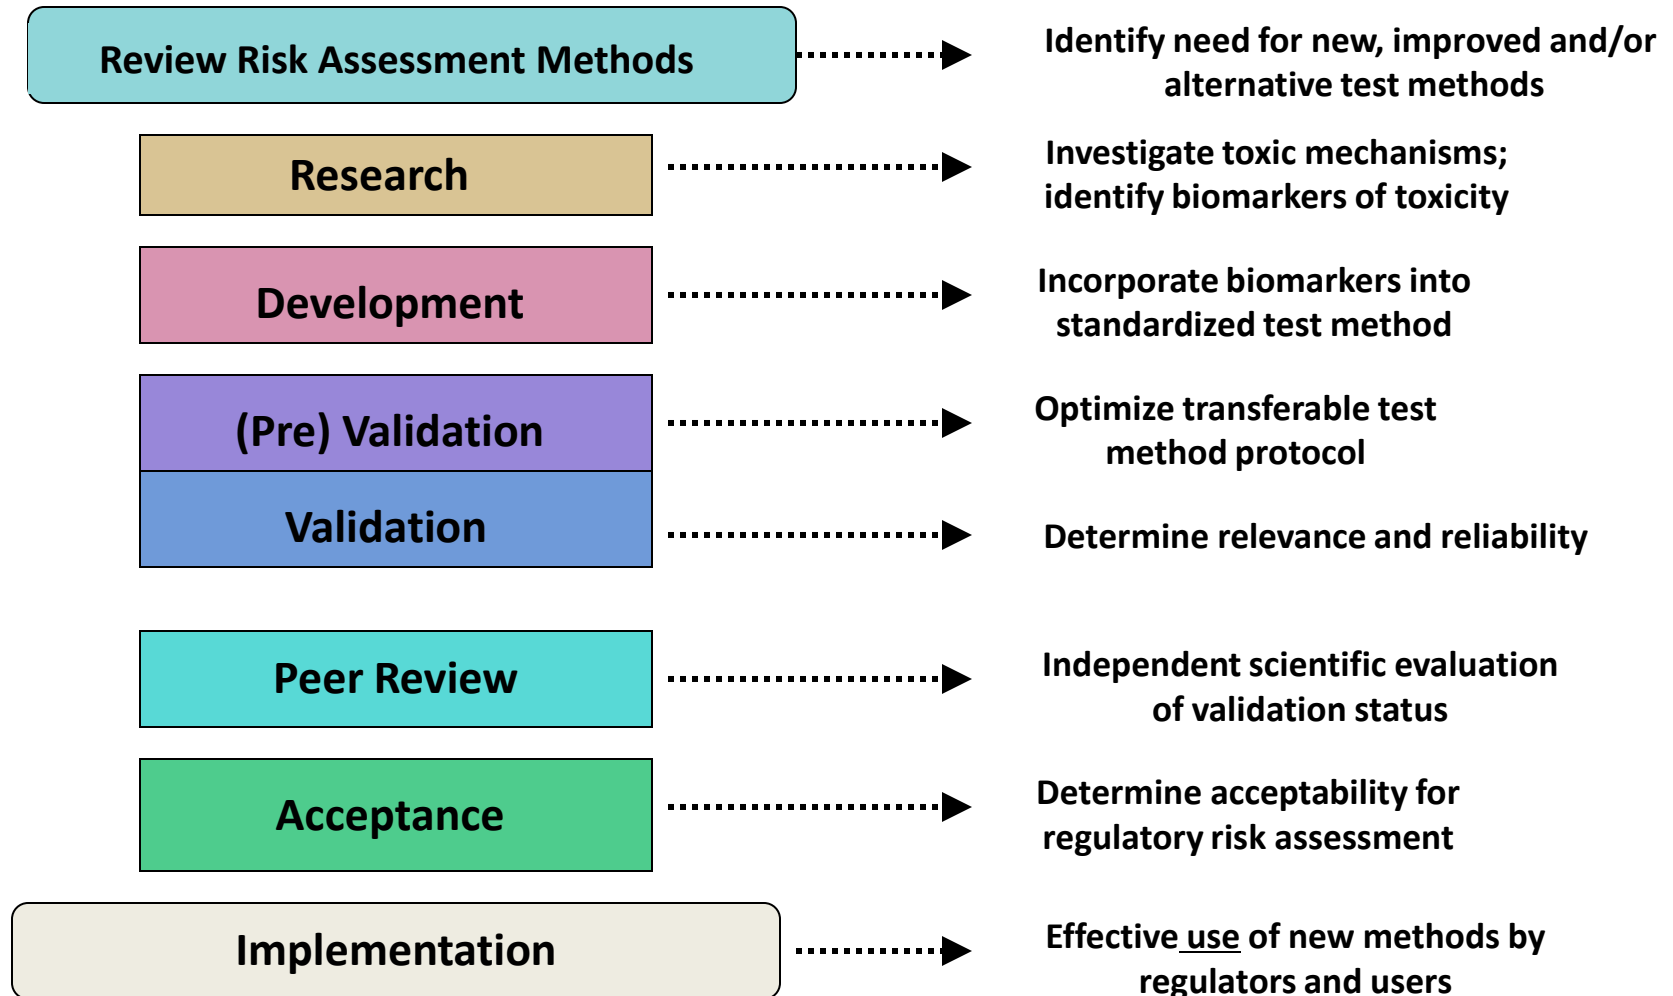 Review Risk Assessment Methods
Identify need for new, improved and/or
alternative test methods
Research
Investigate toxic mechanisms;
identify biomarkers of toxicity
Development
Incorporate biomarkers into
standardized test method
(Pre) Validation
Optimize transferable test
method protocol
Validation
Determine relevance and reliability
Peer Review
Independent scientific evaluation
of validation status
Acceptance
Determine acceptability for
regulatory risk assessment
Implementation
Effective use of new methods by
regulators and users